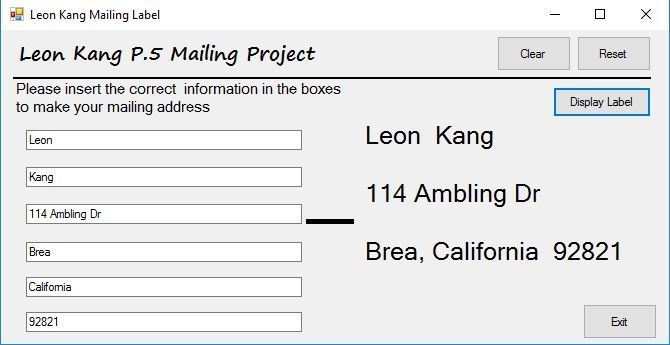 Leon Kang Mailing Label
Leon Kang P.5 Mailing Project
Clear
Reset
Please insert the correct  information in the boxes
to make your mailing address
Display Label
Leon
Kang
114 Ambling Dr
Brea
California
92821
Leon  Kang
114 Ambling Dr
Brea, California  92821
Exit